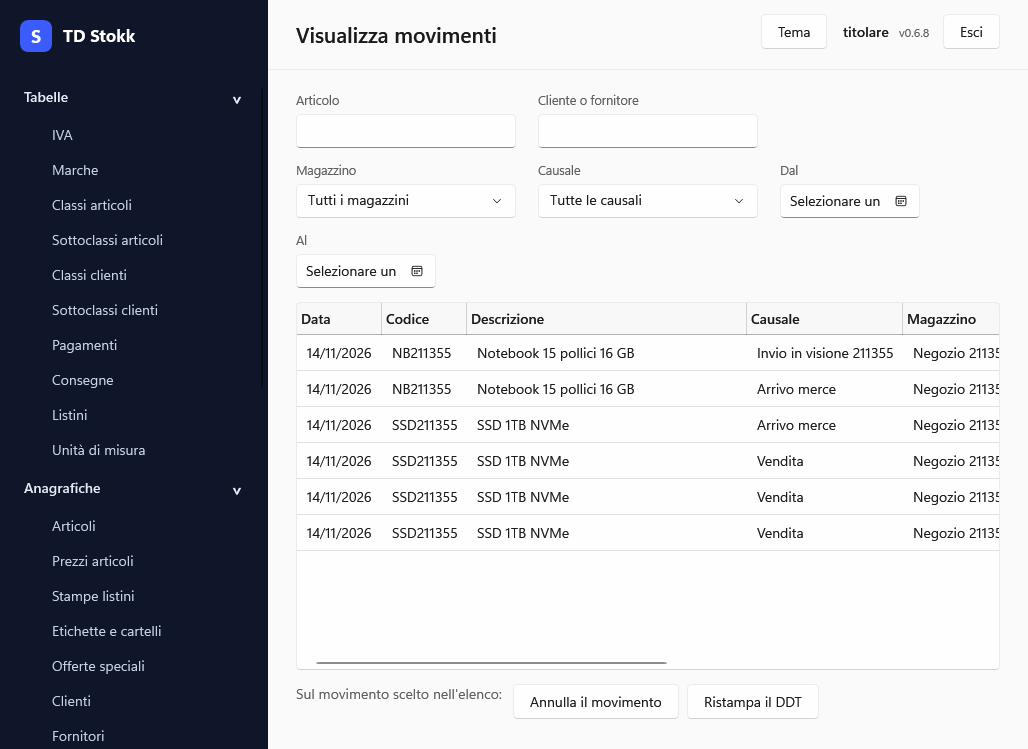 S TD Stokk
Tabelle
IVA
Marche
Classi articoli
Sottoclassi articoli
Classi clienti
Sottoclassi clienti
Pagamenti
Consegne
Listini
Unità di misura
Anagrafiche
Articoli
Prezzi articoli
Stampe listini
Etichette e cartelli
Offerte speciali
Clienti
Fornitori
Visualizza movimenti
Tema titolare v0.6.8 Esci
Articolo Cliente o fornitore
Magazzino Causale Dal
Tutti i magazzini Tutte le causali Selezionare un
Al
Selezionare un
Data Codice Descrizione Causale Magazzino
14/11/2026 NB211355 Notebook 15 pollici 16 GB Invio in visione 211355 Negozio 21135
14/11/2026 NB211355 Notebook 15 pollici 16 GB Arrivo merce Negozio 21135
14/11/2026 SSD211355 SSD 1TB NVMe Arrivo merce Negozio 21135
14/11/2026 SSD211355 SSD 1TB NVMe Vendita Negozio 21135
14/11/2026 SSD211355 SSD 1TB NVMe Vendita Negozio 21135
14/11/2026 SSD211355 SSD 1TB NVMe Vendita Negozio 21135
Sul movimento scelto nell'elenco: Annulla il movimento Ristampa il DDT